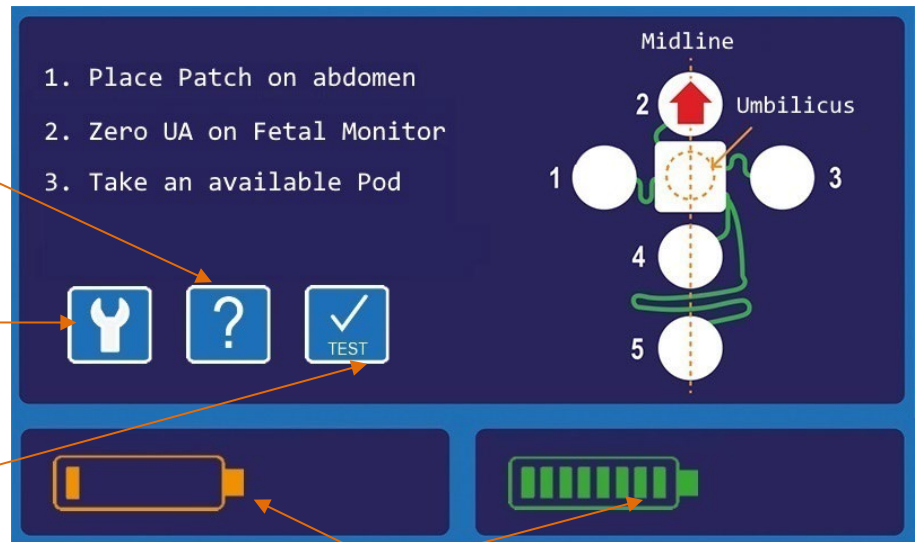 1. Place Patch on abdomen
2. Zero UA on Fetal Monitor
3. Take an available Pod
?
TEST
Midline
2
Umbilicus
1
3
4
5